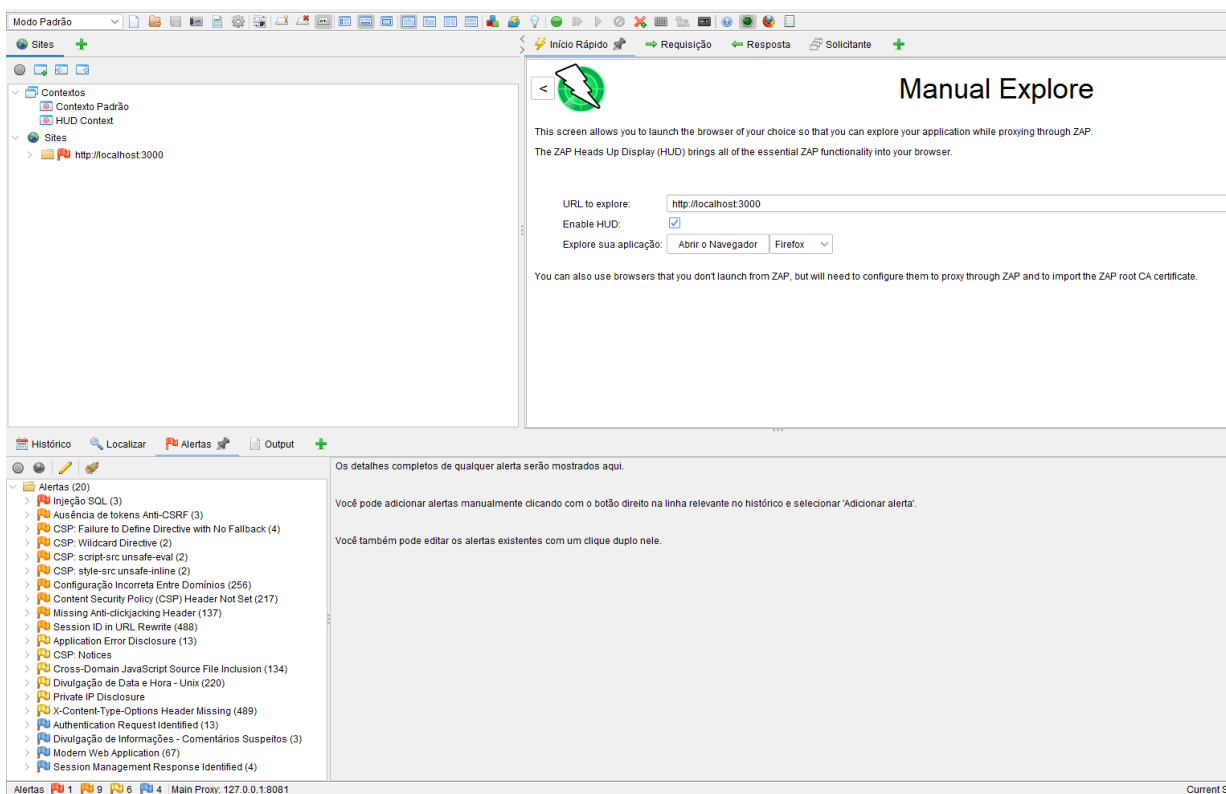 Modo Padrão
Sites
Início Rápido
Requisição
Resposta
Solicitante
Contextos
Contexto Padrão
HUD Context
Sites
http://localhost:3000
<
Manual Explore
This screen allows you to launch the browser of your choice so that you can explore your application while proxying through ZAP.
The ZAP Heads Up Display (HUD) brings all of the essential ZAP functionality into your browser.
URL to explore: http://localhost:3000
Enable HUD:
Explore sua aplicação: Abrir o Navegador Firefox
You can also use browsers that you don't launch from ZAP, but will need to configure them to proxy through ZAP and to import the ZAP root CA certificate.
Histórico
Localizar
Alertas
Output
Alertas (20)
Injeção SQL (3)
Ausência de tokens Anti-CSRF (3)
CSP: Failure to Define Directive with No Fallback (4)
CSP: Wildcard Directive (2)
CSP: script-src unsafe-eval (2)
CSP: style-src unsafe-inline (2)
Configuração Incorreta Entre Domínios (256)
Content Security Policy (CSP) Header Not Set (217)
Missing Anti-clickjacking Header (137)
Session ID in URL Rewrite (488)
Application Error Disclosure (13)
CSP: Notices
Cross-Domain JavaScript Source File Inclusion (134)
Divulgação de Data e Hora - Unix (220)
Private IP Disclosure
X-Content-Type-Options Header Missing (489)
Authentication Request Identified (13)
Divulgação de Informações - Comentários Suspeitos (3)
Modern Web Application (67)
Session Management Response Identified (4)
Os detalhes completos de qualquer alerta serão mostrados aqui.
Você pode adicionar alertas manualmente clicando com o botão direito na linha relevante no histórico e selecionar 'Adicionar alerta'.
Você também pode editar os alertas existentes com um clique duplo nele.
Alertas 1 9 6 4 Main Proxy: 127.0.0.1:8081
Current S